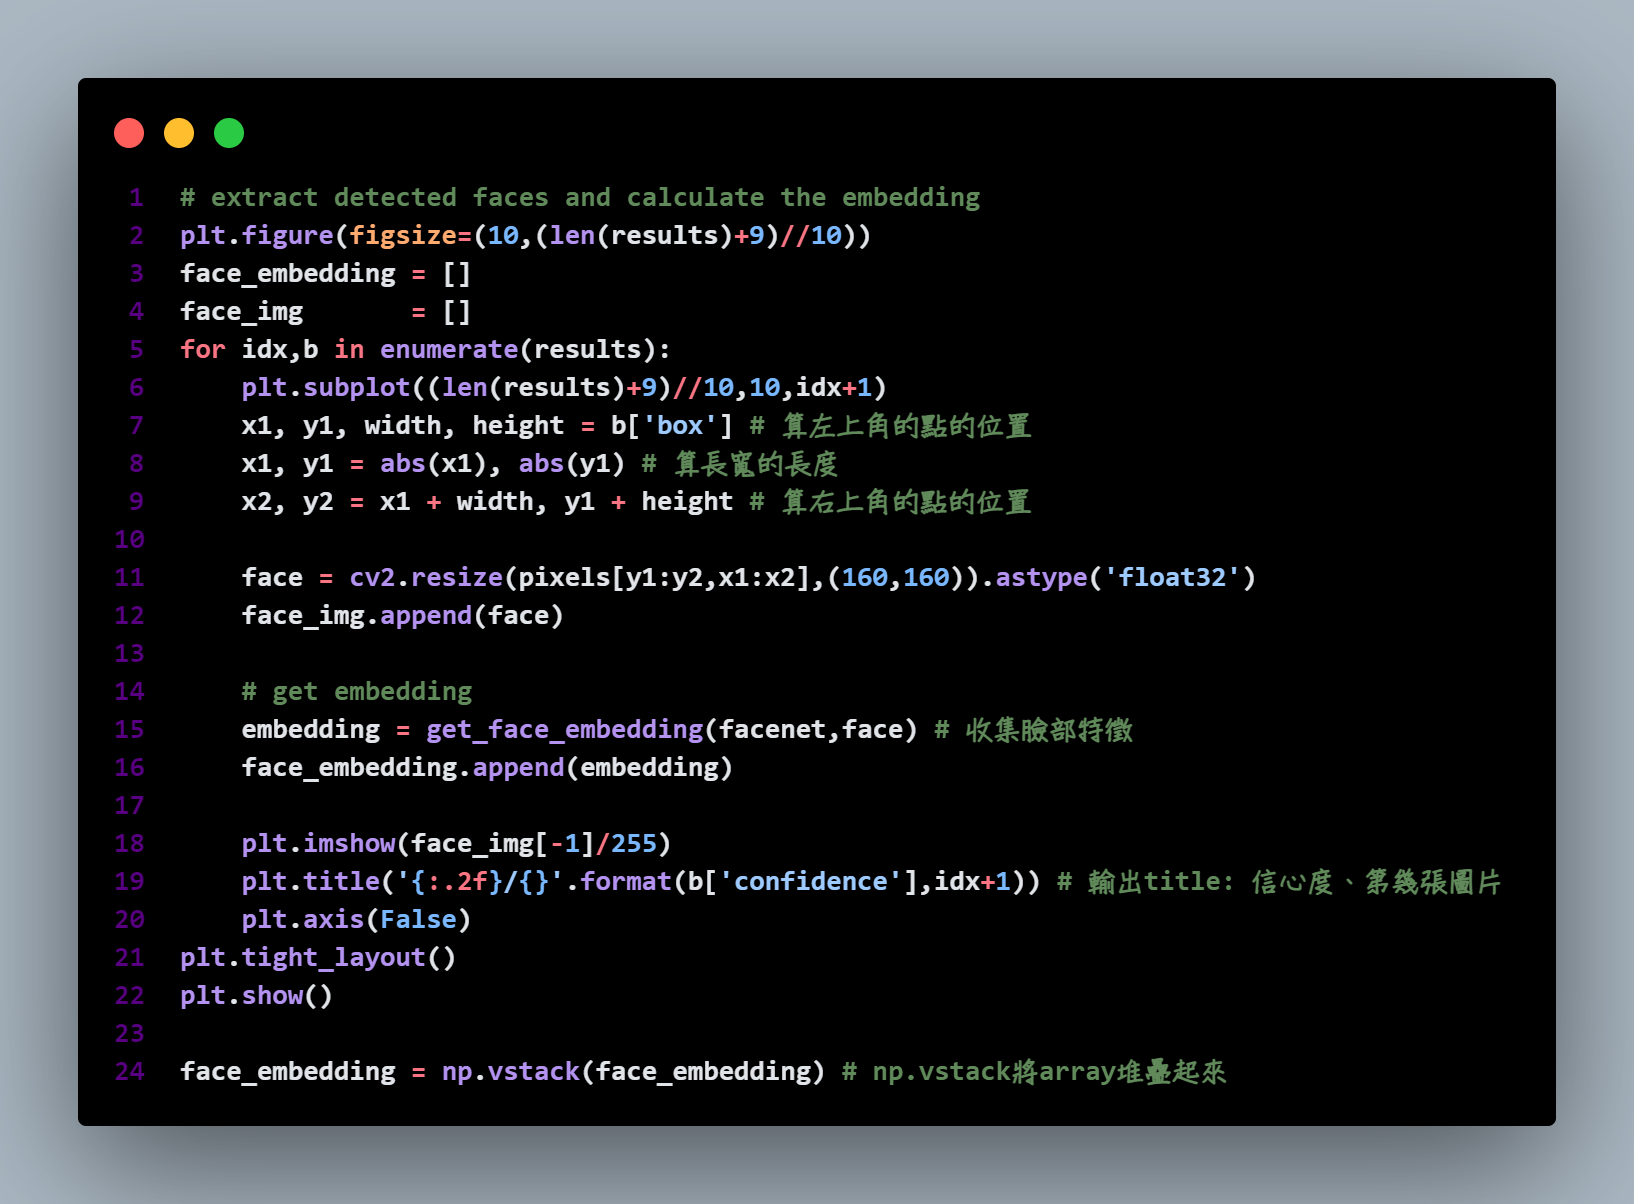 1 # extract detected faces and calculate the embedding
2 plt.figure(figsize=(10,(len(results)+9)//10))
3 face_embedding = []
4 face_img       = []
5 for idx,b in enumerate(results):
6     plt.subplot((len(results)+9)//10,10,idx+1)
7     x1, y1, width, height = b['box'] # 算左上角的點的位置
8     x1, y1 = abs(x1), abs(y1) # 算長寬的長度
9     x2, y2 = x1 + width, y1 + height # 算右上角的點的位置
10
11     face = cv2.resize(pixels[y1:y2,x1:x2],(160,160)).astype('float32')
12     face_img.append(face)
13
14     # get embedding
15     embedding = get_face_embedding(facenet,face) # 收集臉部特徵
16     face_embedding.append(embedding)
17
18     plt.imshow(face_img[-1]/255)
19     plt.title('{:.2f}/{}'.format(b['confidence'],idx+1)) # 輸出title: 信心度、第幾張圖片
20     plt.axis(False)
21 plt.tight_layout()
22 plt.show()
23
24 face_embedding = np.vstack(face_embedding) # np.vstack將array堆疊起來